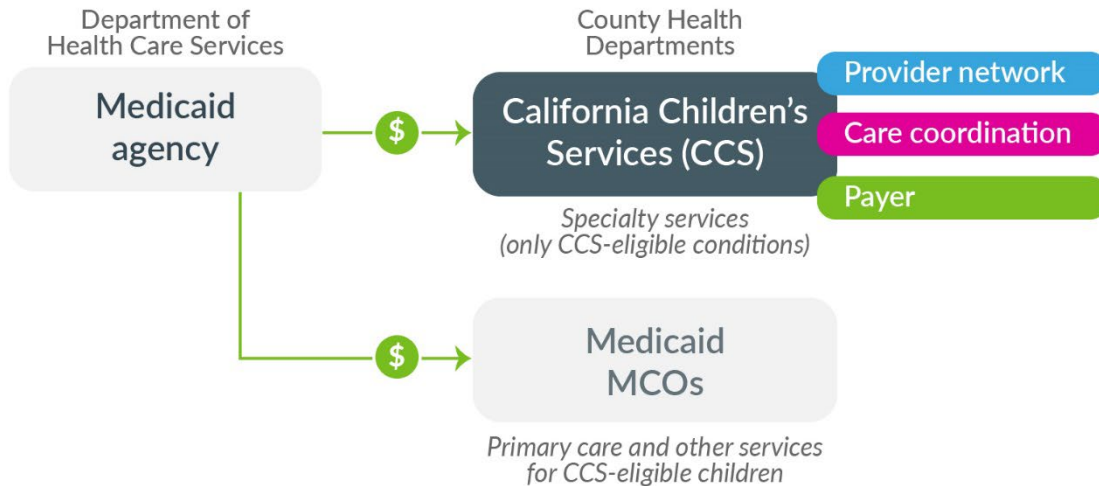 Department of
Health Care Services
Medicaid
agency
$
County Health
Departments
California Children's
Services (CCS)
Provider network
Care coordination
Payer
Specialty services
(only CCS-eligible conditions)
$
Medicaid
MCOs
Primary care and other services
for CCS-eligible children